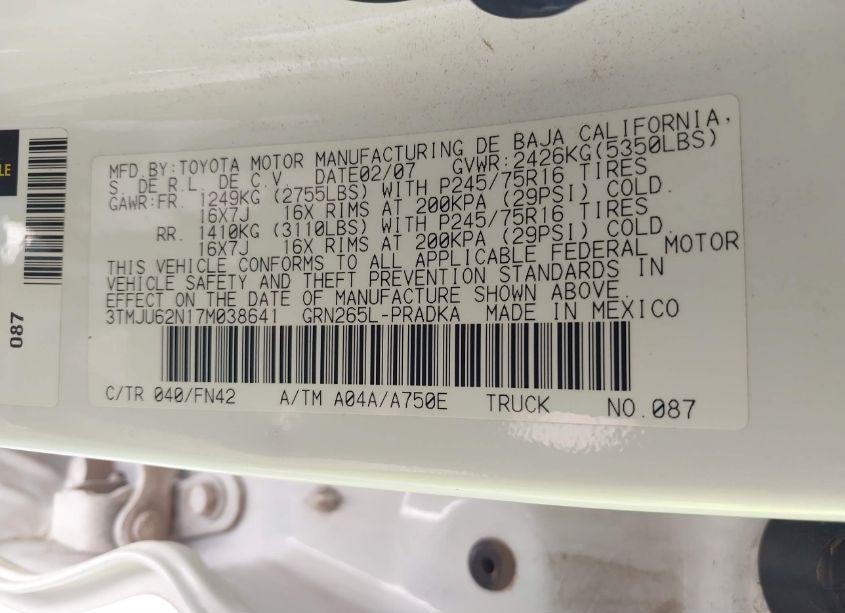 MFD.BY:TOYOTA MOTOR MANUFACTURING DE BAJA CALIFORNIA,
S. DE R.L. DE C.V. DATE02/07 GVWR:2426KG(5350LBS)
GAWR:FR. 1249KG (2755LBS) WITH P245/75R16 TIRES
16X7J 16X RIMS AT 200KPA (29PSI) COLD.
RR. 1410KG (3110LBS) WITH P245/75R16 TIRES
16X7J 16X RIMS AT 200KPA (29PSI) COLD.
THIS VEHICLE CONFORMS TO ALL APPLICABLE FEDERAL MOTOR
VEHICLE SAFETY AND THEFT PREVENTION STANDARDS IN
EFFECT ON THE DATE OF MANUFACTURE SHOWN ABOVE.
3TMJU62N17M038641 GRN265L-PRADKA MADE IN MEXICO
C/TR 040/FN42 A/TM A04A/A750E TRUCK NO.087
087